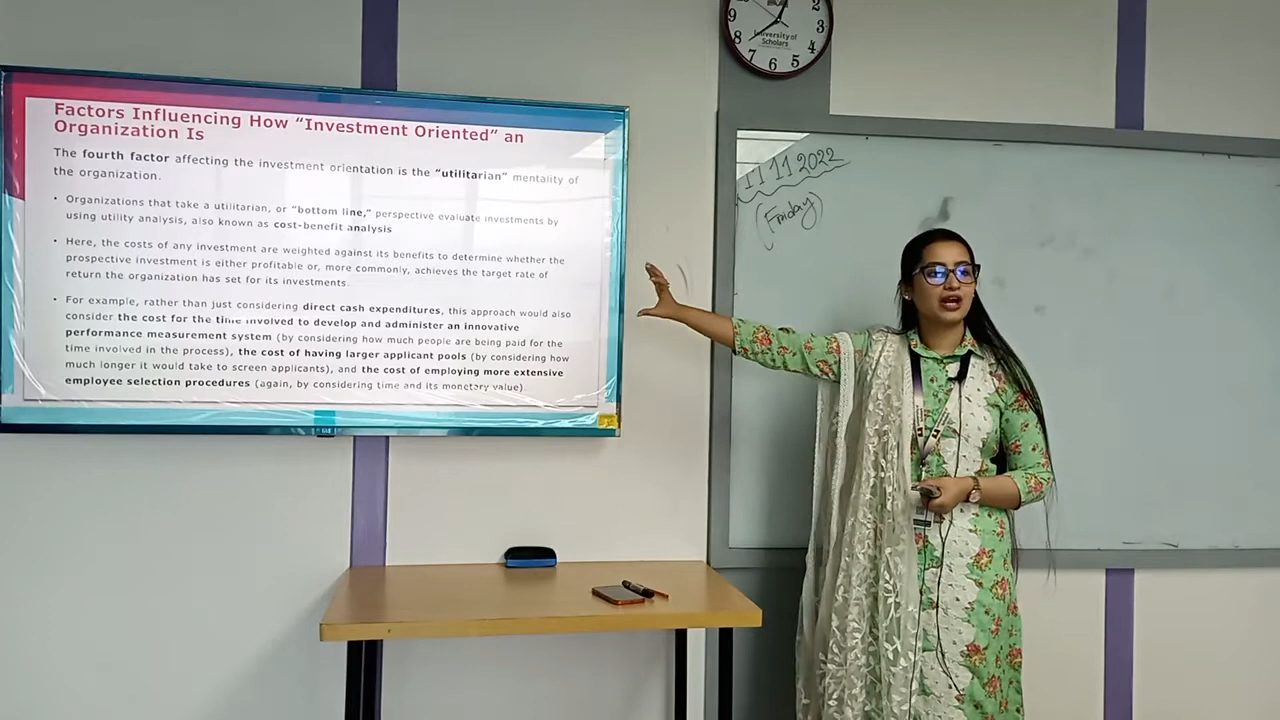 Factors Influencing How “Investment Oriented” an
Organization Is
The fourth factor affecting the investment orientation is the “utilitarian” mentality of
the organization.
• Organizations that take a utilitarian, or “bottom line,” perspective evaluate investments by
using utility analysis, also known as cost-benefit analysis
• Here, the costs of any investment are weighted against its benefits to determine whether the
prospective investment is either profitable or, more commonly, achieves the target rate of
return the organization has set for its investments.
• For example, rather than just considering direct cash expenditures, this approach would also
consider the cost for the time involved to develop and administer an innovative
performance measurement system (by considering how much people are being paid for the
time involved in the process), the cost of having larger applicant pools (by considering how
much longer it would take to screen applicants), and the cost of employing more extensive
employee selection procedures (again, by considering time and its monetary value).
2
9
3
8
4
7
6
5
University of
Scholars
11 11 2022
(Friday)